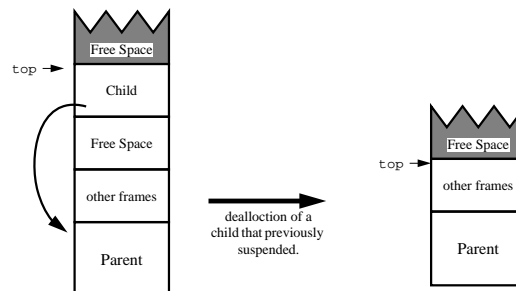 Free Space
top
Child
Free Space
other frames
Parent
dealloction of a
child that previously
suspended.
Free Space
top
other frames
Parent